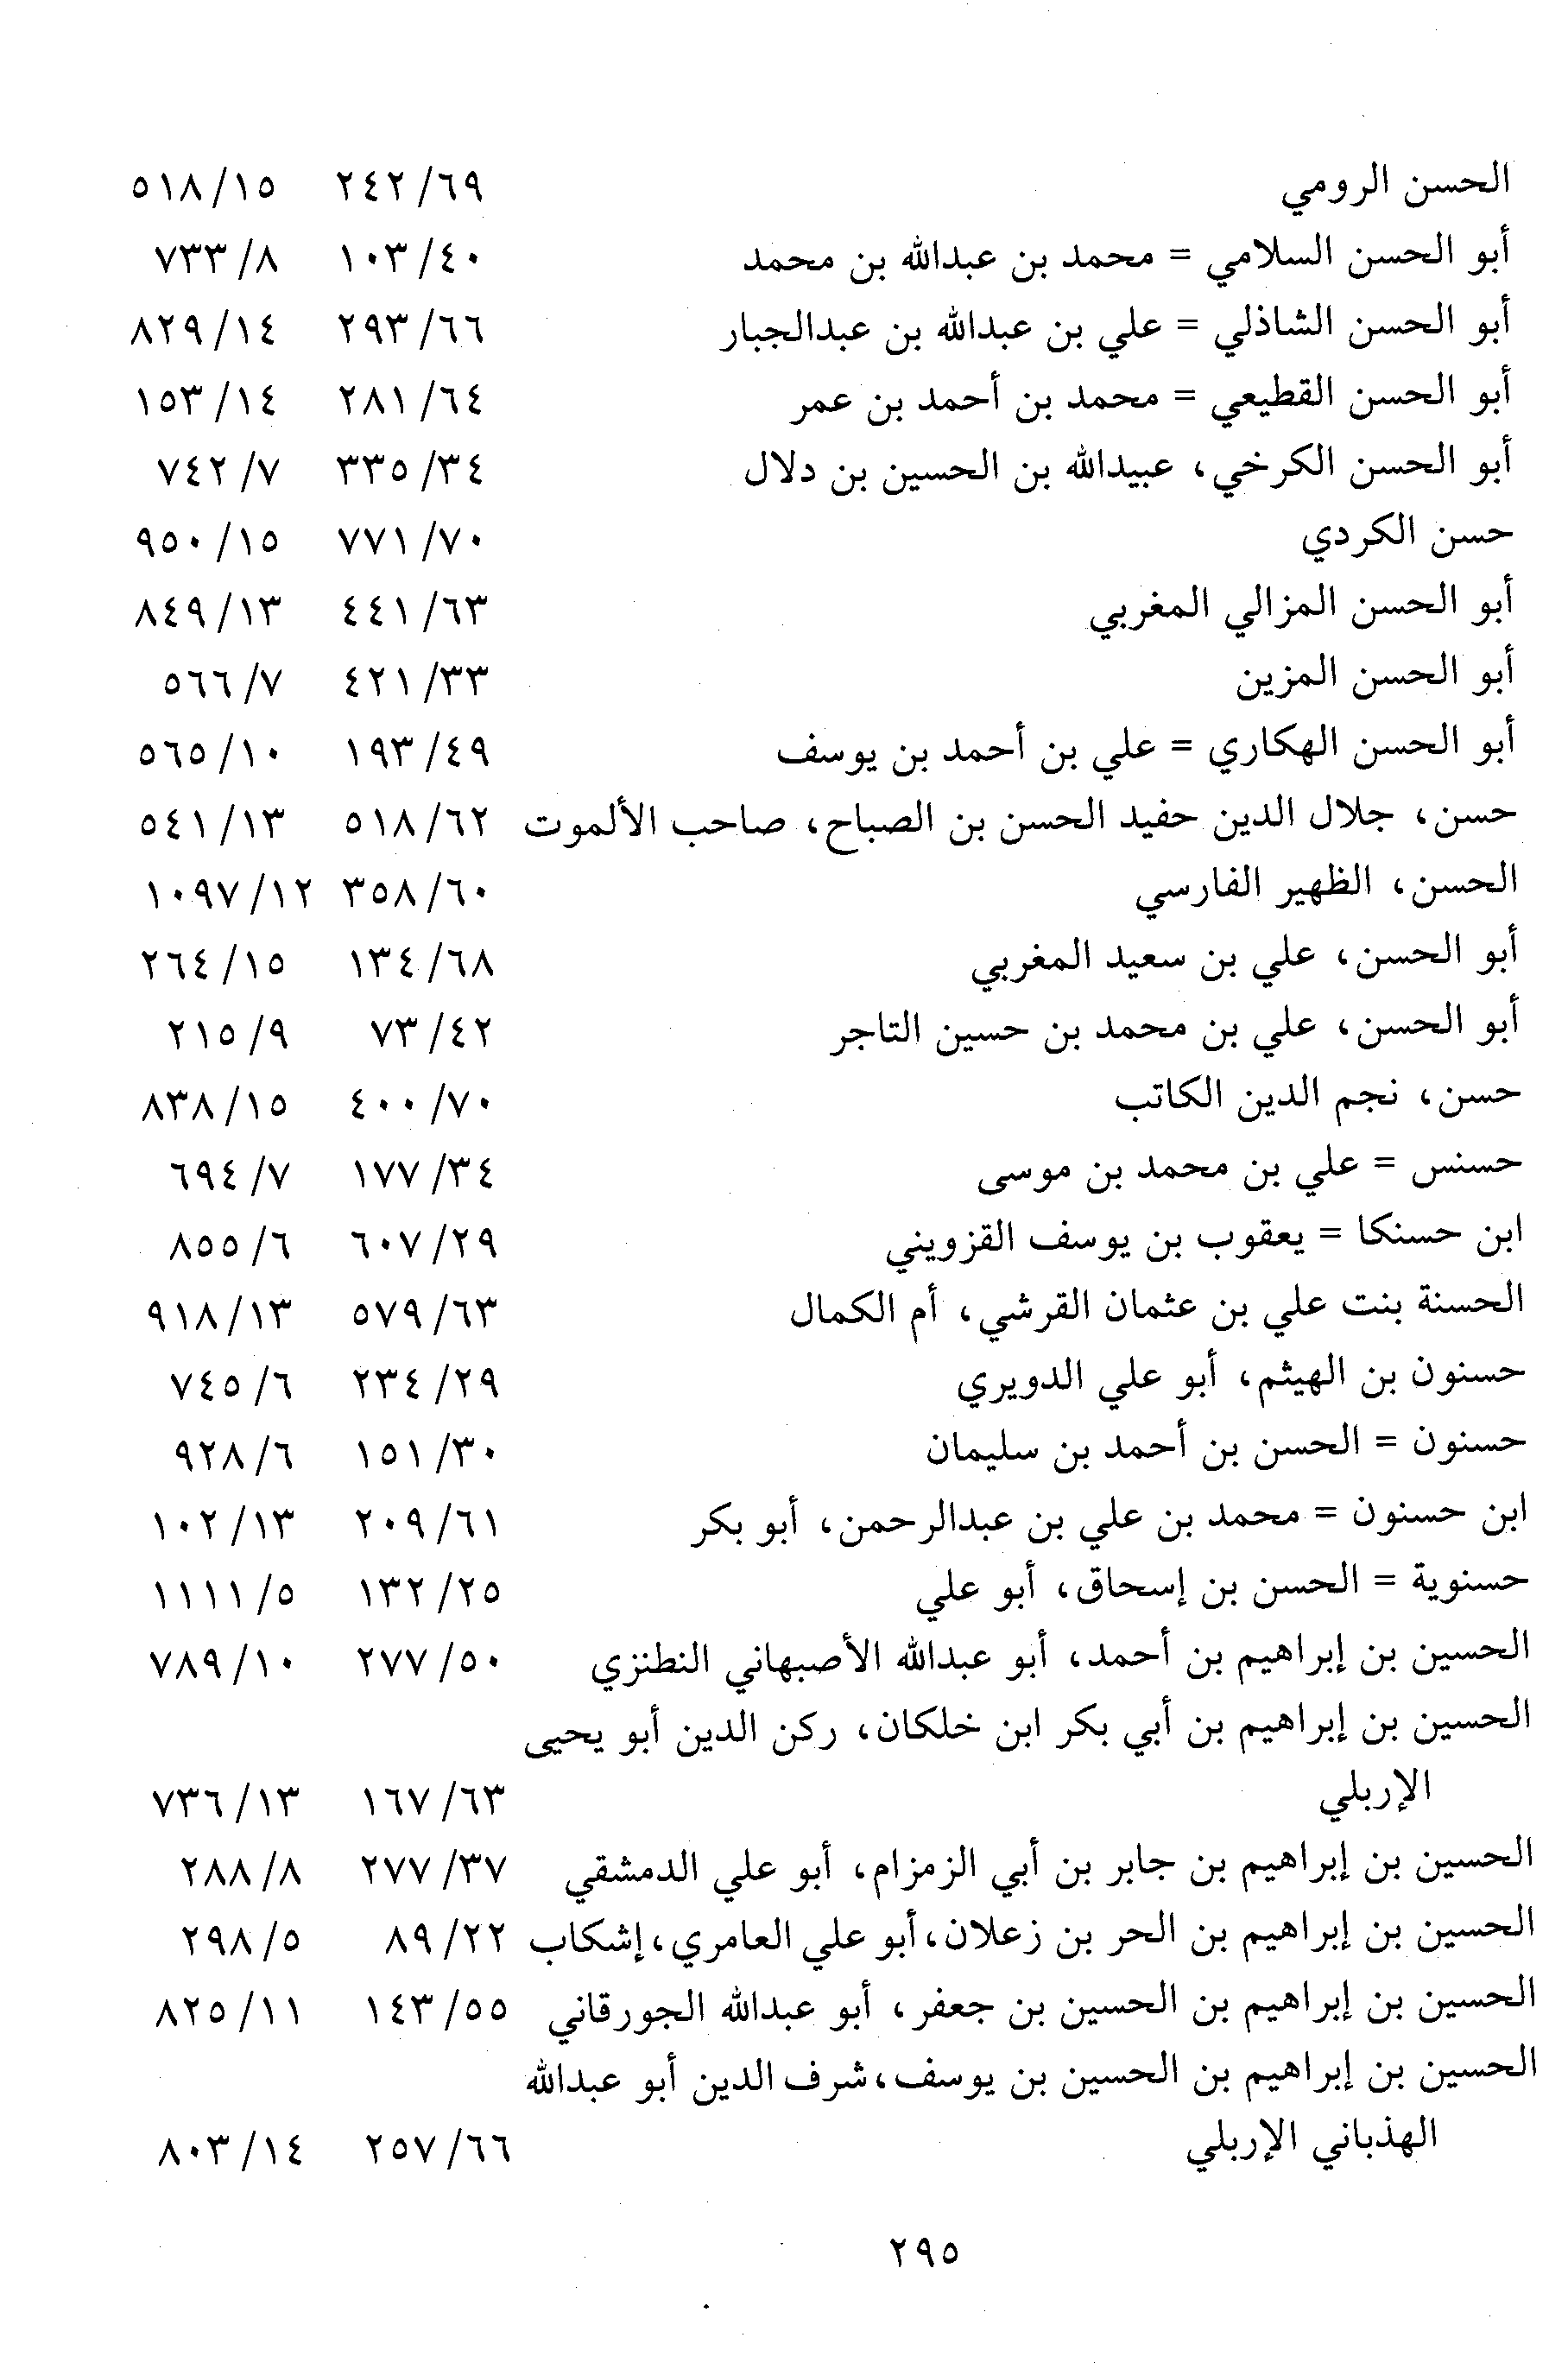 الحسن الرومي ٢٤٢/٦٩ ٥١٨/١٥
أبو الحسن السلامي = محمد بن عبدالله بن محمد ١٠٣/٤٠ ٧٣٣/٨
أبو الحسن الشاذلي = علي بن عبدالله بن عبدالجبار ٢٩٣/٦٦ ٨٢٩/١٤
أبو الحسن القطيعي = محمد بن أحمد بن عمر ٢٨١/٦٤ ١٥٣/١٤
أبو الحسن الكرخي، عبيدالله بن الحسين بن دلال ٣٣٥/٣٤ ٧٤٢/٧
حسن الكردي ٧٧١/٧٠ ٩٥٠/١٥
أبو الحسن المزالي المغربي ٤٤١/٦٣ ٨٤٩/١٣
أبو الحسن المزين ٤٢١/٣٣ ٥٦٦/٧
أبو الحسن الهكاري = علي بن أحمد بن يوسف ١٩٣/٤٩ ٥٦٥/١٠
حسن، جلال الدين حفيد الحسن بن الصباح، صاحب الألموت ٥١٨/٦٢ ٥٤١/١٣
الحسن، الظهير الفارسي ٣٥٨/٦٠ ١٠٩٧/١٢
أبو الحسن، علي بن سعيد المغربي ١٣٤/٦٨ ٢٦٤/١٥
أبو الحسن، علي بن محمد بن حسين التاجر ٧٣/٤٢ ٢١٥/٩
حسن، نجم الدين الكاتب ٤٠٠/٧٠ ٨٣٨/١٥
حسنس = علي بن محمد بن موسى ١٧٧/٣٤ ٦٩٤/٧
ابن حسنكا = يعقوب بن يوسف القزويني ٦٠٧/٢٩ ٨٥٥/٦
الحسنة بنت علي بن عثمان القرشي، أم الكمال ٥٧٩/٦٣ ٩١٨/١٣
حسنون بن الهيثم، أبو علي الدويري ٢٣٤/٢٩ ٧٤٥/٦
حسنون = الحسن بن أحمد بن سليمان ١٥١/٣٠ ٩٢٨/٦
ابن حسنون = محمد بن علي بن عبدالرحمن، أبو بكر ٢٠٩/٦١ ١٠٢/١٣
حسنوية = الحسن بن إسحاق، أبو علي ١٣٢/٢٥ ١١١١/٥
الحسين بن إبراهيم بن أحمد، أبو عبدالله الأصبهاني النطنزي ٢٧٧/٥٠ ٧٨٩/١٠
الحسين بن إبراهيم بن أبي بكر ابن خلكان، ركن الدين أبو يحيى
الإربلي ١٦٧/٦٣ ٧٣٦/١٣
الحسين بن إبراهيم بن جابر بن أبي الزمزام، أبو علي الدمشقي ٢٧٧/٣٧ ٢٨٨/٨
الحسين بن إبراهيم بن الحر بن زعلان، أبو علي العامري، إشكاب ٨٩/٢٢ ٢٩٨/٥
الحسين بن إبراهيم بن الحسين بن جعفر، أبو عبدالله الجورقاني ١٤٣/٥٥ ٨٢٥/١١
الحسين بن إبراهيم بن الحسين بن يوسف، شرف الدين أبو عبدالله
الهذباني الإربلي ٢٥٧/٦٦ ٨٠٣/١٤
٢٩٥